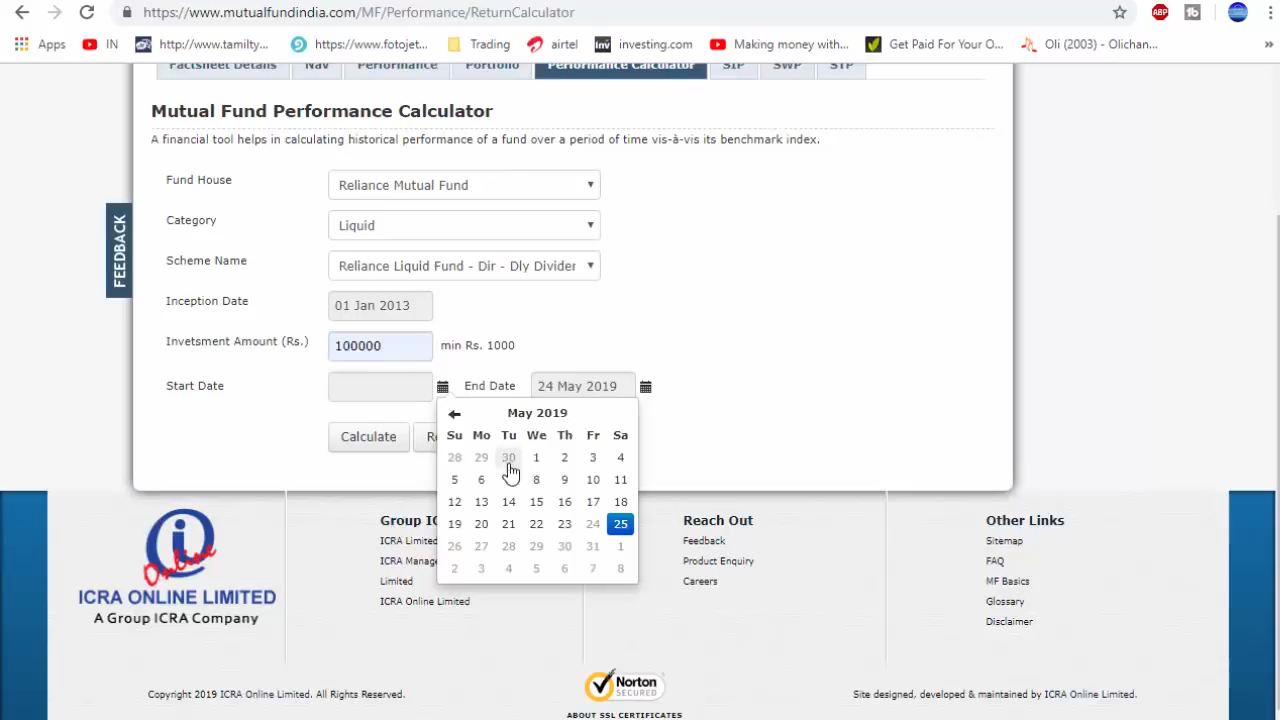 https://www.mutualfundindia.com/MF/Performance/ReturnCalculator
ABP
Apps
IN
http://www.tamilty...
https://www.fotojet...
Trading
airtel
Inv
investing.com
Making money with...
Get Paid For Your O...
Oli (2003) - Olichan...
»
Factsheet Details
Nav
Performance
Portfolio
Performance Calculator
SIP
SWP
STP
Mutual Fund Performance Calculator
A financial tool helps in calculating historical performance of a fund over a period of time vis-à-vis its benchmark index.
Fund House
Reliance Mutual Fund
Category
Liquid
FEEDBACK
Scheme Name
Reliance Liquid Fund - Dir - Dly Divider
Inception Date
01 Jan 2013
Invetsment Amount (Rs.)
100000
min Rs. 1000
Start Date
End Date
24 May 2019
Calculate
Re
May 2019
Su Mo Tu We Th Fr Sa
28 29 30 1 2 3 4
5 6 8 9 10 11
12 13 14 15 16 17 18
19 20 21 22 23 24 25
26 27 28 29 30 31 1
2 3 4 5 6 7 8
Online
ICRA ONLINE LIMITED
A Group ICRA Company
Group IC
ICRA Limited
ICRA Manage
Limited
ICRA Online Limited
Reach Out
Feedback
Product Enquiry
Careers
Other Links
Sitemap
FAQ
MF Basics
Glossary
Disclaimer
Copyright 2019 ICRA Online Limited. All Rights Reserved.
Norton
SECURED
ABOUT SSL CERTIFICATES
Site designed, developed & maintained by ICRA Online Limited.